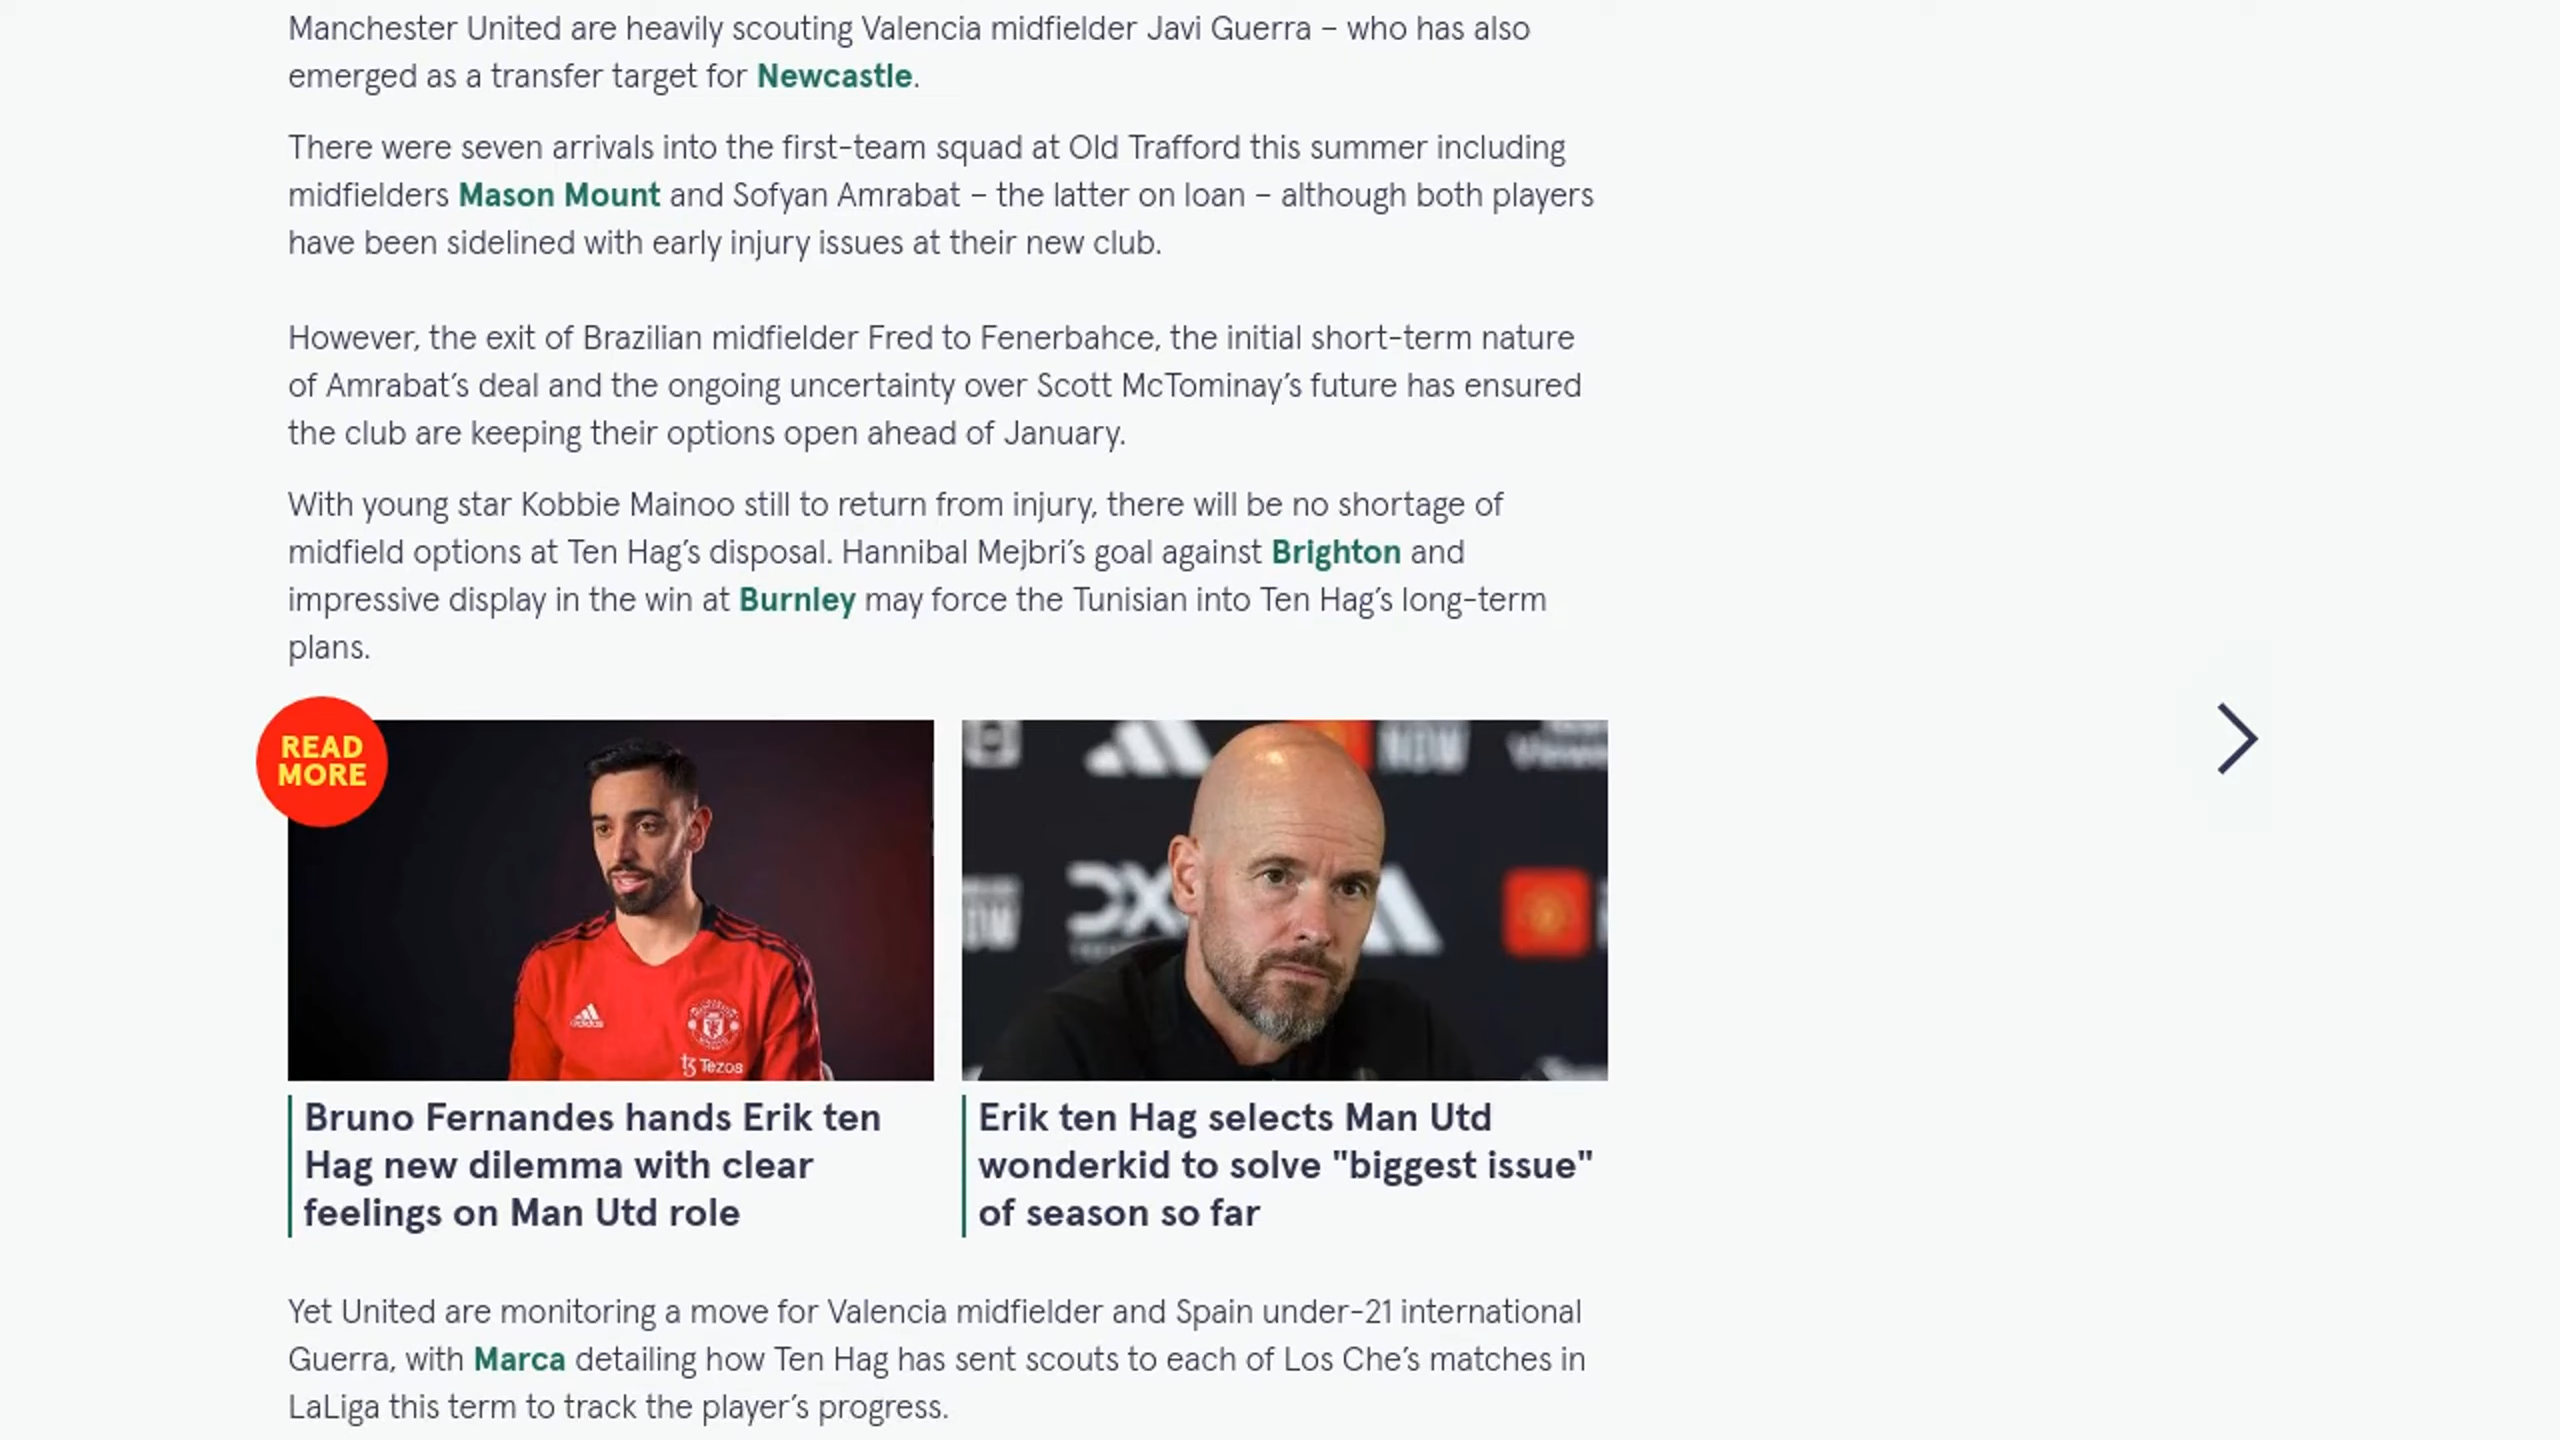 Manchester United are heavily scouting Valencia midfielder Javi Guerra – who has also
emerged as a transfer target for Newcastle.
There were seven arrivals into the first-team squad at Old Trafford this summer including
midfielders Mason Mount and Sofyan Amrabat – the latter on loan – although both players
have been sidelined with early injury issues at their new club.
However, the exit of Brazilian midfielder Fred to Fenerbahce, the initial short-term nature
of Amrabat’s deal and the ongoing uncertainty over Scott McTominay’s future has ensured
the club are keeping their options open ahead of January.
With young star Kobbie Mainoo still to return from injury, there will be no shortage of
midfield options at Ten Hag’s disposal. Hannibal Mejbri’s goal against Brighton and
impressive display in the win at Burnley may force the Tunisian into Ten Hag’s long-term
plans.
READ
MORE
adidas
Tezos
NOW
Bruno Fernandes hands Erik ten
Hag new dilemma with clear
feelings on Man Utd role
Erik ten Hag selects Man Utd
wonderkid to solve "biggest issue"
of season so far
Yet United are monitoring a move for Valencia midfielder and Spain under-21 international
Guerra, with Marca detailing how Ten Hag has sent scouts to each of Los Che’s matches in
LaLiga this term to track the player’s progress.